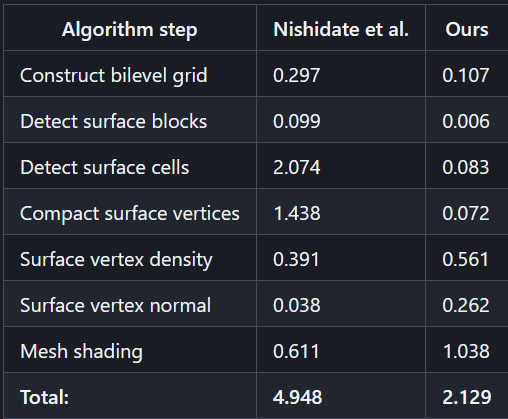 Algorithm step Nishidate et al. Ours
Construct bilevel grid 0.297 0.107
Detect surface blocks 0.099 0.006
Detect surface cells 2.074 0.083
Compact surface vertices 1.438 0.072
Surface vertex density 0.391 0.561
Surface vertex normal 0.038 0.262
Mesh shading 0.611 1.038
Total: 4.948 2.129